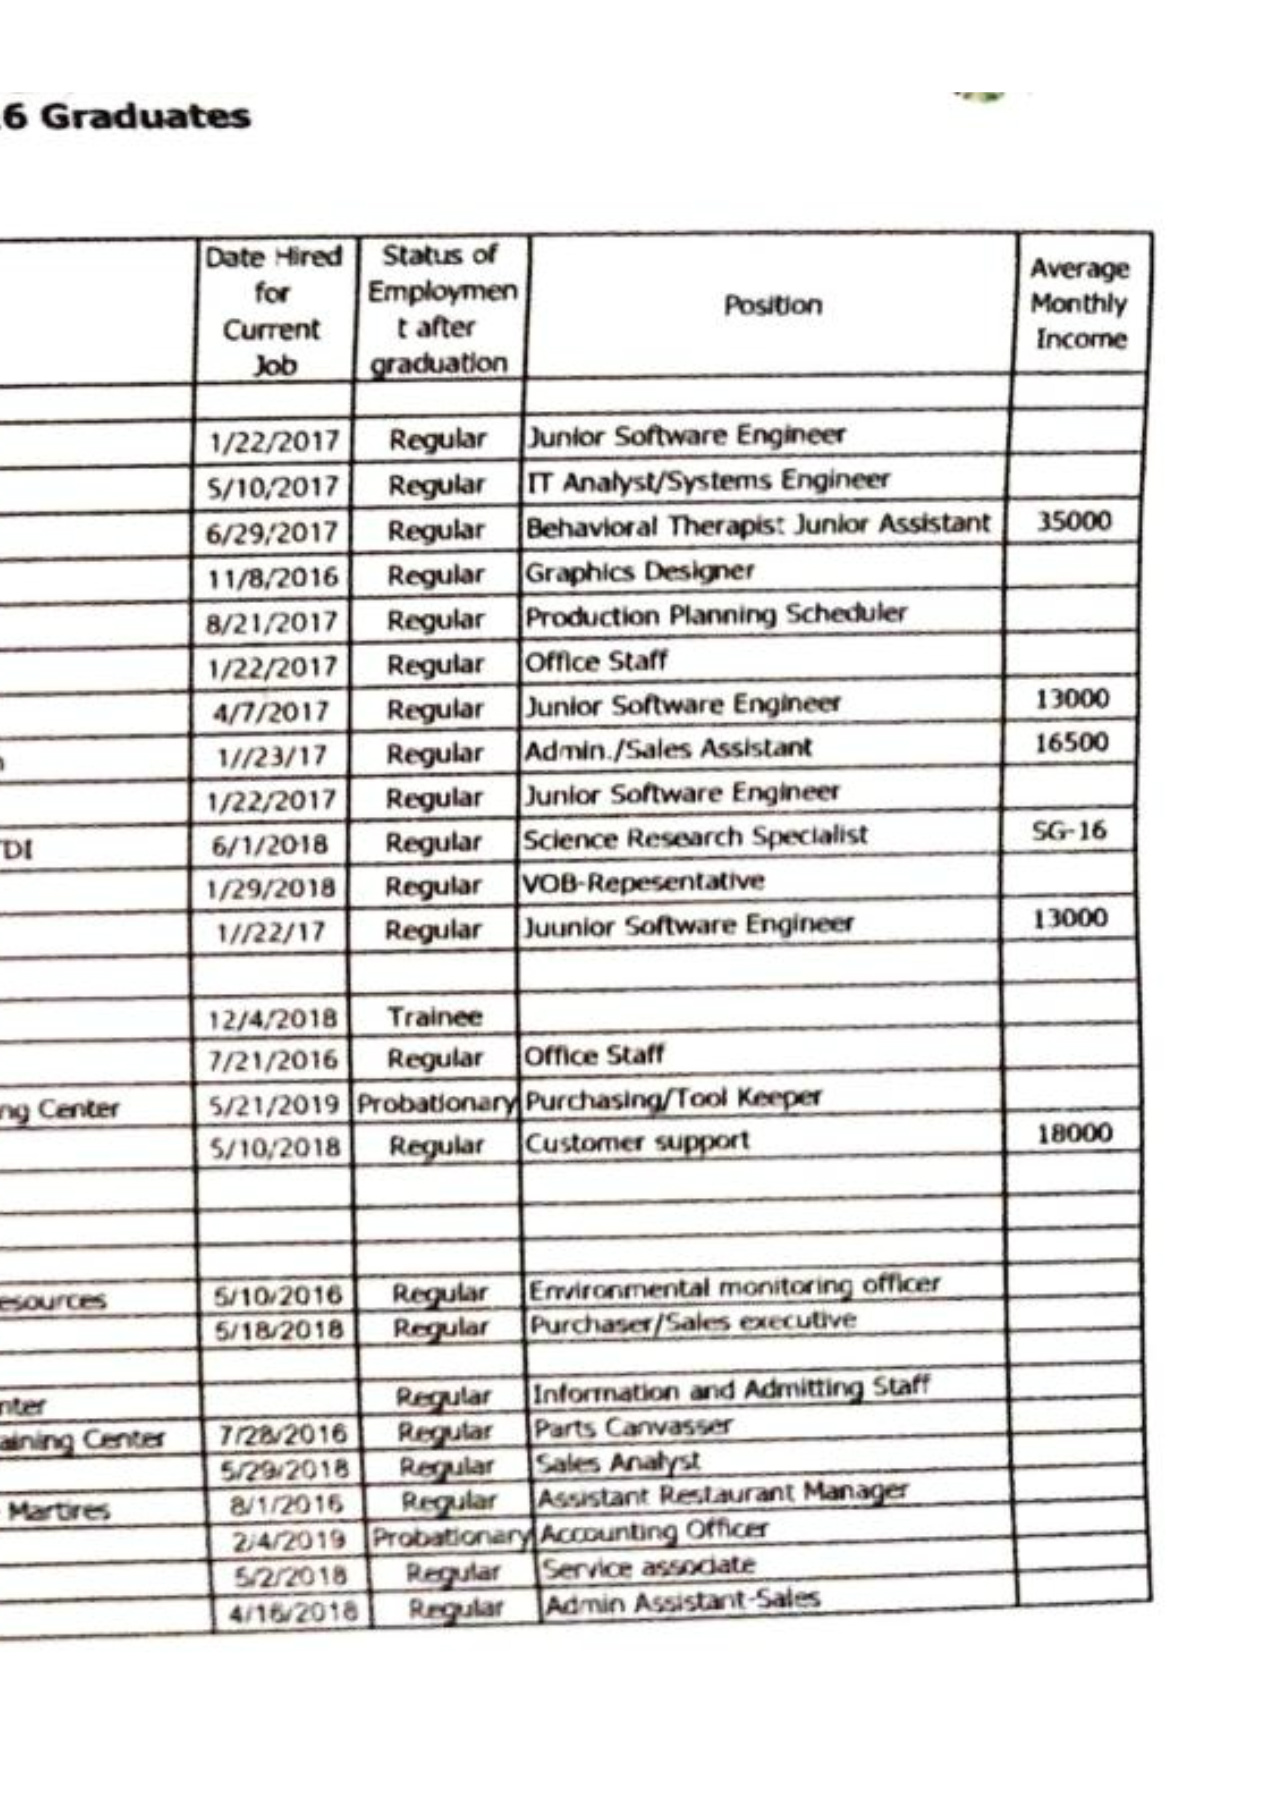 6 Graduates
Date Hired for Current Job Status of Employmen t after graduation Position Average Monthly Income
1/22/2017 Regular Junior Software Engineer
5/10/2017 Regular IT Analyst/Systems Engineer
6/29/2017 Regular Behavioral Therapist Junior Assistant 35000
11/8/2016 Regular Graphics Designer
8/21/2017 Regular Production Planning Scheduler
1/22/2017 Regular Office Staff
4/7/2017 Regular Junior Software Engineer 13000
1//23/17 Regular Admin./Sales Assistant 16500
1/22/2017 Regular Junior Software Engineer
TDI 6/1/2018 Regular Science Research Specialist SG-16
1/29/2018 Regular VOB-Repesentative
1//22/17 Regular Juunior Software Engineer 13000
12/4/2018 Trainee
7/21/2016 Regular Office Staff
ng Center 5/21/2019 Probationary Purchasing/Tool Keeper
5/10/2018 Regular Customer support 18000
esources 5/10/2016 Regular Environmental monitoring officer
5/18/2018 Regular Purchaser/Sales executive
nter Regular Information and Admitting Staff
aining Center 7/28/2016 Regular Parts Canvasser
5/29/2018 Regular Sales Analyst
Martires 8/1/2016 Regular Assistant Restaurant Manager
2/4/2019 Probationary Accounting Officer
5/2/2018 Regular Service associate
4/16/2018 Regular Admin Assistant-Sales